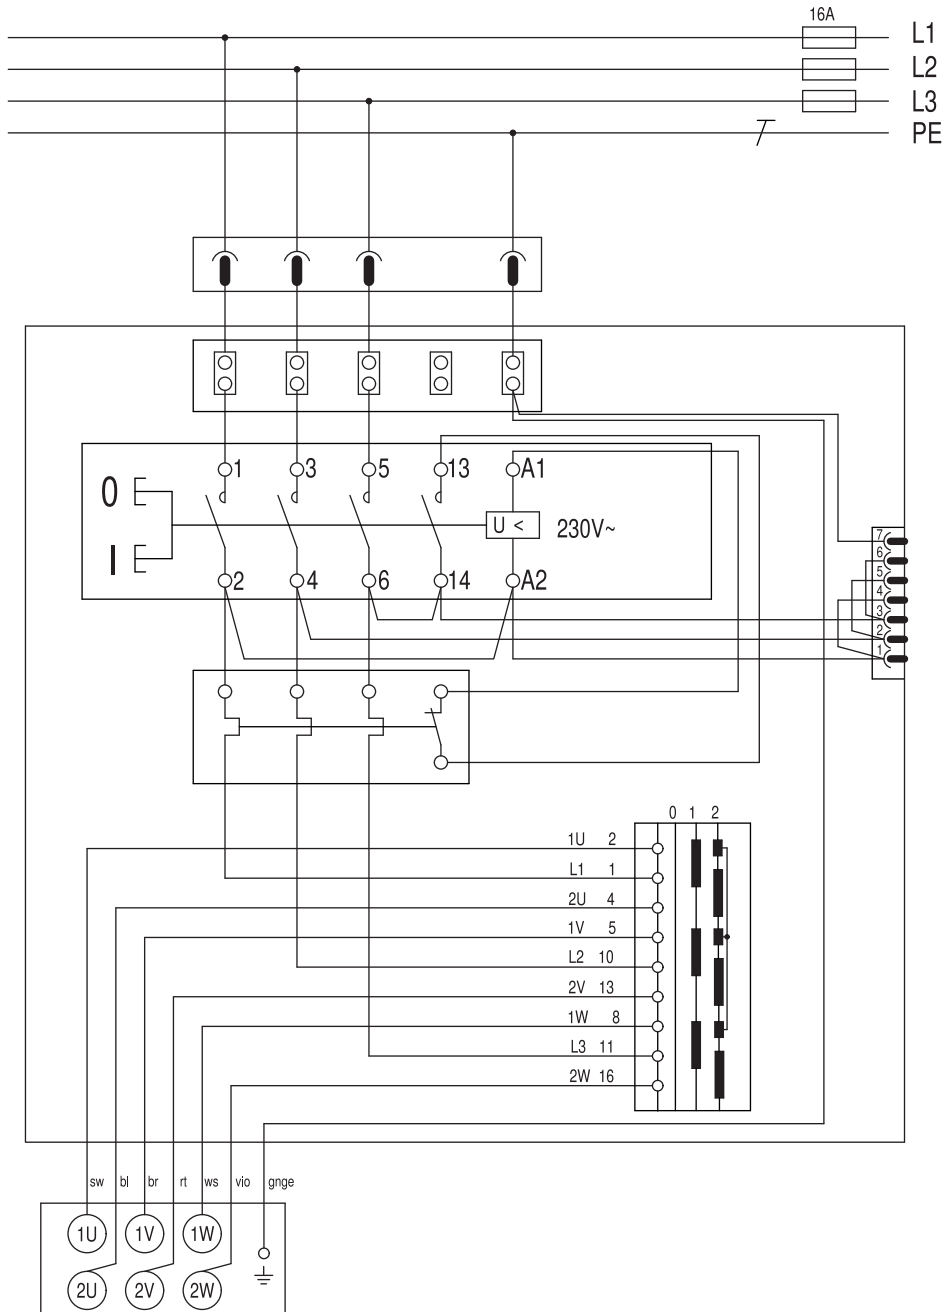 16A
L1
L2
L3
PE
1 3 5 13 A1
0
U < 230V~
I
2 4 6 14 A2
7
6
5
4
3
2
1
0 1 2
1U 2
L1 1
2U 4
1V 5
L2 10
2V 13
1W 8
L3 11
2W 16
sw bl br rt ws vio gnge
1U 1V 1W
2U 2V 2W